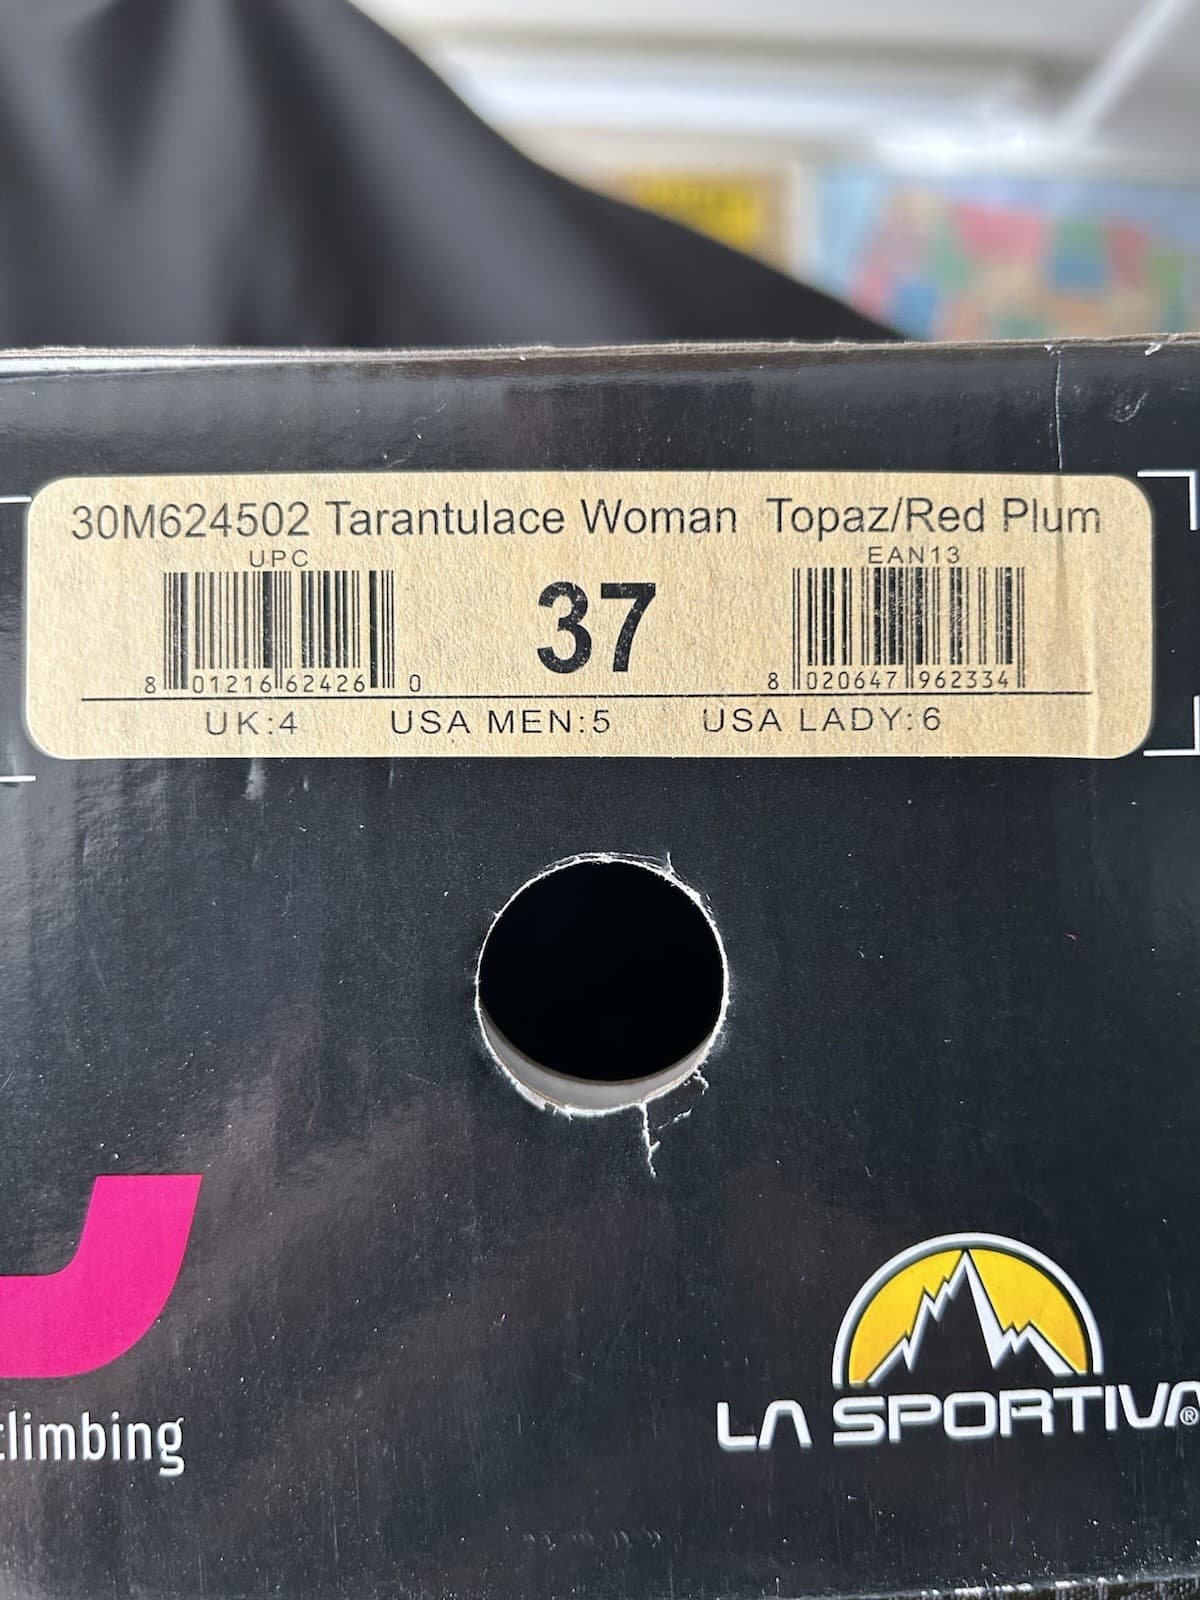 30M624502 Tarantulace Woman Topaz/Red Plum
UPC
EAN13
37
8 01216 62426 0
8 020647 962334
UK:4 USA MEN:5 USA LADY:6
climbing
LA SPORTIVA®